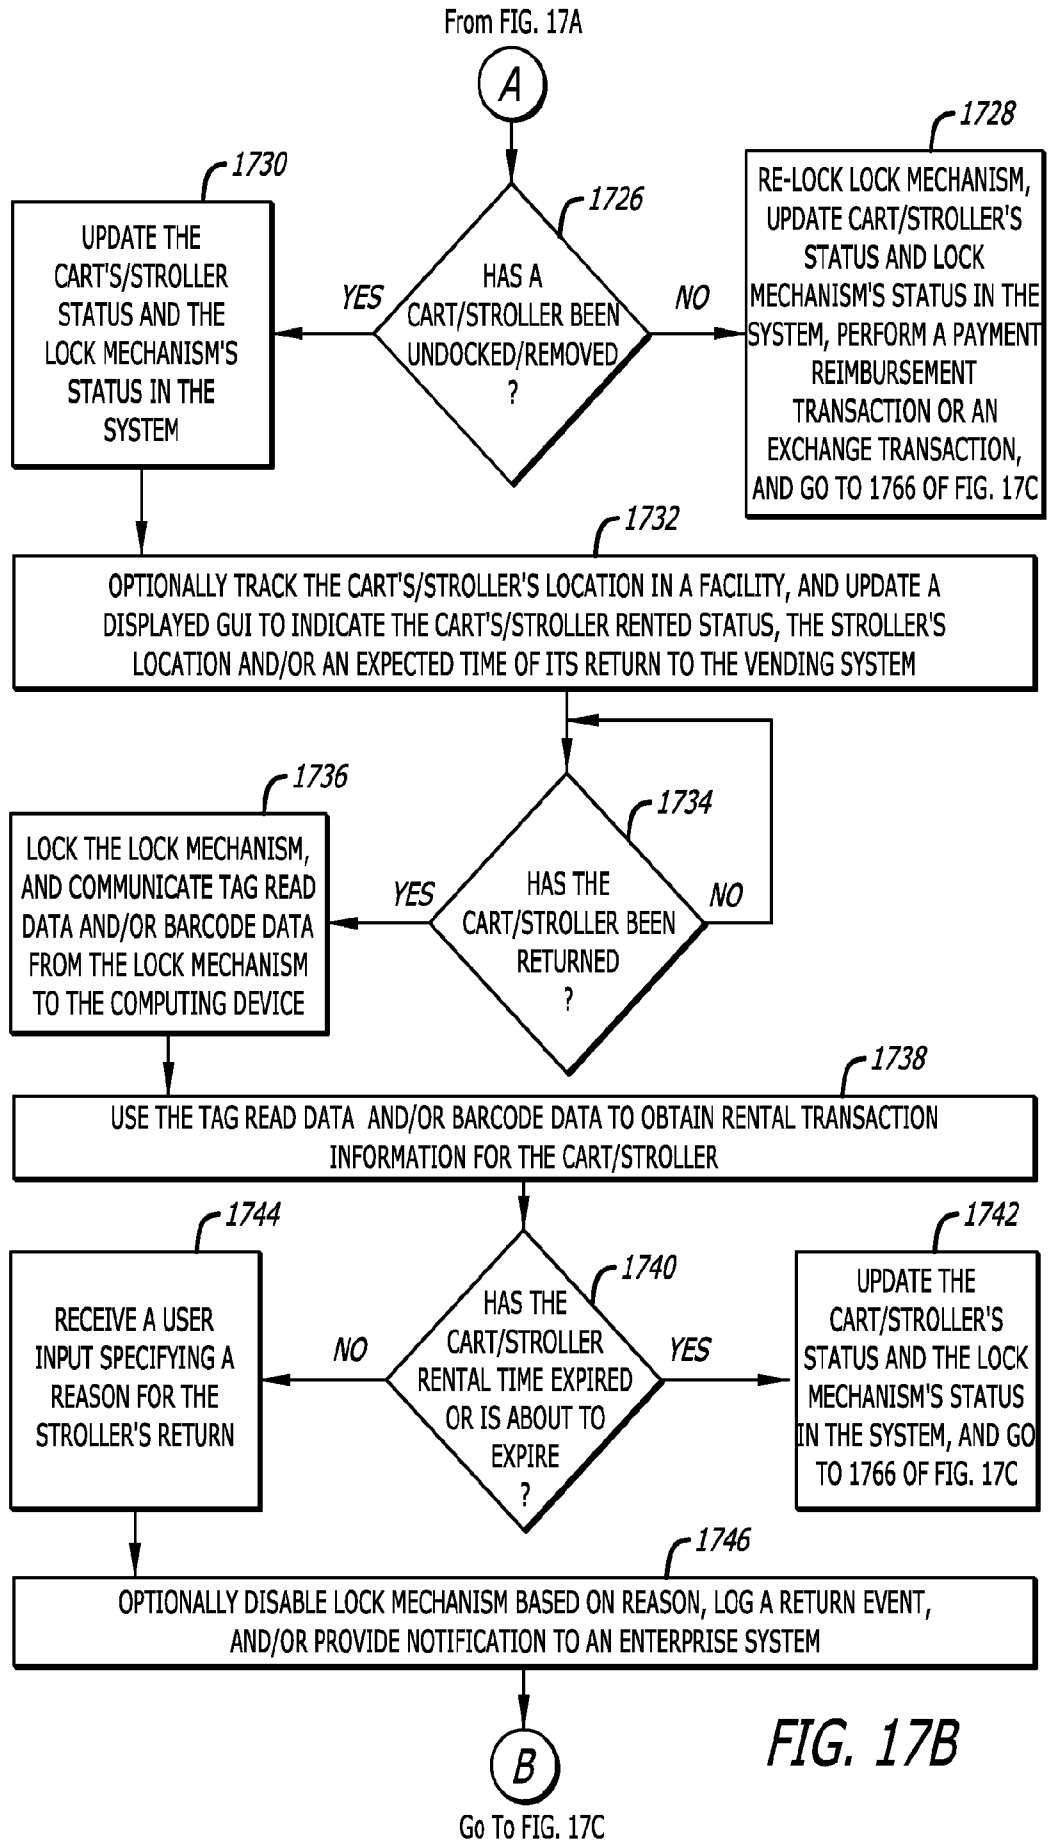 From FIG. 17A
A
1728
RE-LOCK LOCK MECHANISM,
UPDATE CART/STROLLER'S
STATUS AND LOCK
MECHANISM'S STATUS IN THE
SYSTEM, PERFORM A PAYMENT
REIMBURSEMENT
TRANSACTION OR AN
EXCHANGE TRANSACTION,
AND GO TO 1766 OF FIG. 17C
1730
UPDATE THE
CART'S/STROLLER
STATUS AND THE
LOCK MECHANISM'S
STATUS IN THE
SYSTEM
1726
HAS A
CART/STROLLER BEEN
UNDOCKED/REMOVED
?
YES
NO
1732
OPTIONALLY TRACK THE CART'S/STROLLER'S LOCATION IN A FACILITY, AND UPDATE A
DISPLAYED GUI TO INDICATE THE CART'S/STROLLER RENTED STATUS, THE STROLLER'S
LOCATION AND/OR AN EXPECTED TIME OF ITS RETURN TO THE VENDING SYSTEM
1736
LOCK THE LOCK MECHANISM,
AND COMMUNICATE TAG READ
DATA AND/OR BARCODE DATA
FROM THE LOCK MECHANISM
TO THE COMPUTING DEVICE
1734
YES
HAS THE
CART/STROLLER BEEN
RETURNED
?
NO
1738
USE THE TAG READ DATA AND/OR BARCODE DATA TO OBTAIN RENTAL TRANSACTION
INFORMATION FOR THE CART/STROLLER
1744
RECEIVE A USER
INPUT SPECIFYING A
REASON FOR THE
STROLLER'S RETURN
1740
NO
HAS THE
CART/STROLLER
RENTAL TIME EXPIRED
OR IS ABOUT TO
EXPIRE
?
YES
1742
UPDATE THE
CART/STROLLER'S
STATUS AND THE LOCK
MECHANISM'S STATUS
IN THE SYSTEM, AND GO
TO 1766 OF FIG. 17C
1746
OPTIONALLY DISABLE LOCK MECHANISM BASED ON REASON, LOG A RETURN EVENT,
AND/OR PROVIDE NOTIFICATION TO AN ENTERPRISE SYSTEM
B
Go To FIG. 17C
FIG. 17B